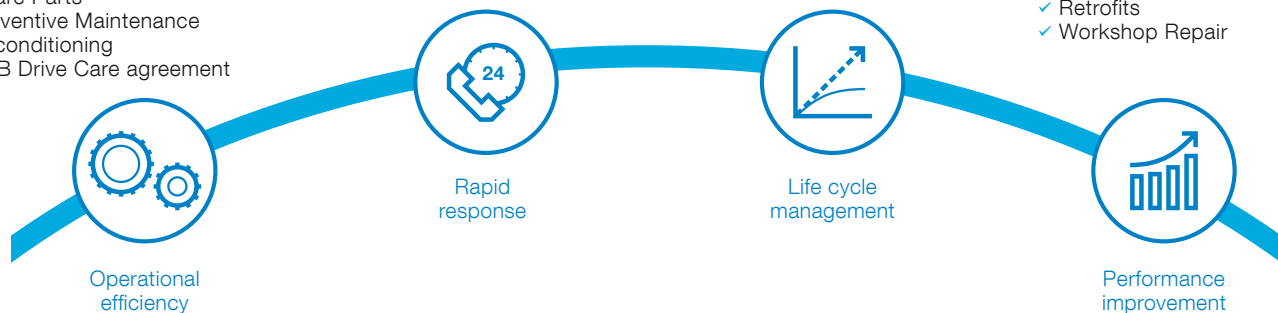 ventive Maintenance
conditioning
B Drive Care agreement
✓ Retrofits
✓ Workshop Repair
24
Rapid
response
Life cycle
management
Operational
efficiency
Performance
improvement